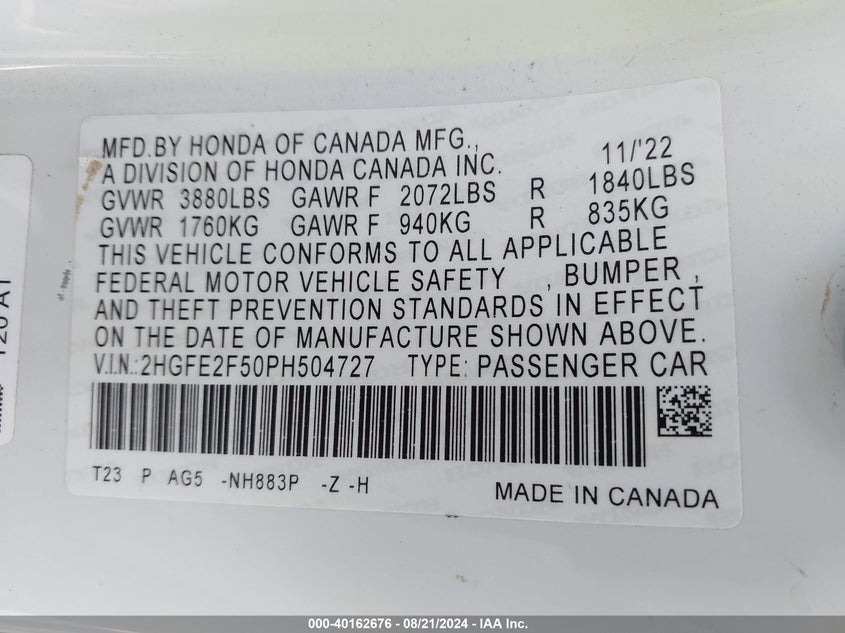 MFD.BY HONDA OF CANADA MFG.,
A DIVISION OF HONDA CANADA INC. 11/'22
GVWR 3880LBS GAWR F 2072LBS R 1840LBS
GVWR 1760KG GAWR F 940KG R 835KG
THIS VEHICLE CONFORMS TO ALL APPLICABLE
FEDERAL MOTOR VEHICLE SAFETY , BUMPER ,
AND THEFT PREVENTION STANDARDS IN EFFECT
ON THE DATE OF MANUFACTURE SHOWN ABOVE.
V.I.N.:2HGFE2F50PH504727 TYPE: PASSENGER CAR
T23 P AG5 -NH883P -Z -H
MADE IN CANADA
000-40162676 - 08/21/2024 - IAA Inc.